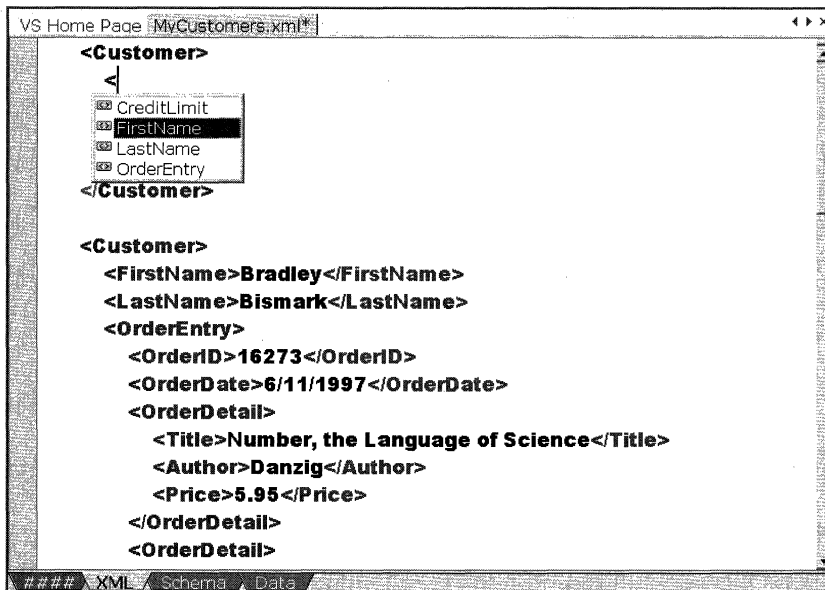 VS Home Page MyCustomers.xml*
<Customer>
<
CreditLimit
FirstName
LastName
OrderEntry
</Customer>
<Customer>
<FirstName>Bradley</FirstName>
<LastName>Bismark</LastName>
<OrderEntry>
<OrderID>16273</OrderID>
<OrderDate>6/11/1997</OrderDate>
<OrderDetail>
<Title>Number, the Language of Science</Title>
<Author>Danzig</Author>
<Price>5.95</Price>
</OrderDetail>
<OrderDetail>
#### XML Schema Data